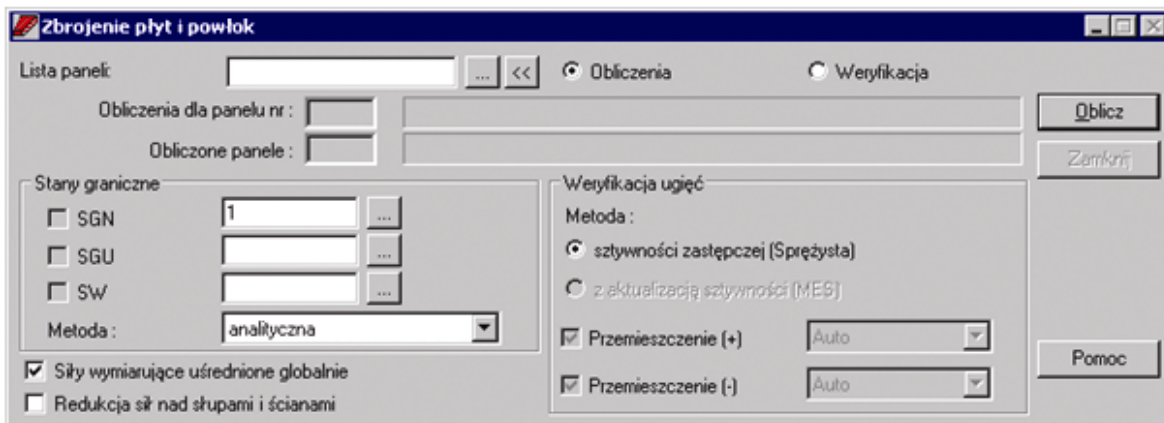 Zbrojenie płyt i powłok
Lista paneli: ... << Obliczenia Weryfikacja
Obliczenia dla panelu nr :
Oblicz
Obliczone panele :
Zamknij
Stany graniczne
SGN 1 ...
SGU ...
SW ...
Metoda : analityczna
Siły wymiarujące uśrednione globalnie
Redukcja sił nad słupami i ścianami
Weryfikacja ugięć
Metoda :
sztywności zastępczej (Sprężysta)
z aktualizacją sztywności (MES)
Przemieszczenie (+) Auto
Przemieszczenie (-) Auto
Pomoc